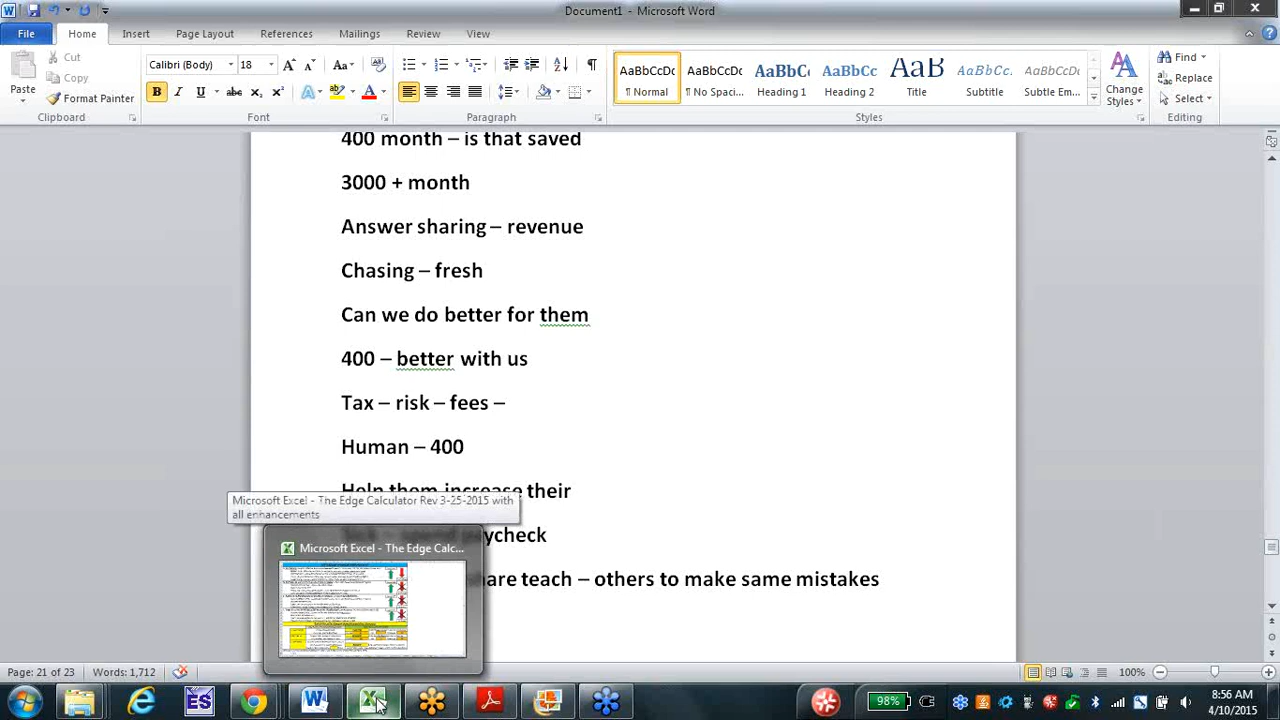 Document1 - Microsoft Word
File Home Insert Page Layout References Mailings Review View
Cut
Copy
Paste
Format Painter
Clipboard
Calibri (Body) 18
Font
Paragraph
AaBbCcDc AaBbCcDc AaBbC AaBbCc AaB AaBbCc. AaBbCcDc
¶ Normal ¶ No Spaci... Heading 1 Heading 2 Title Subtitle Subtle Em...
Change Styles
Styles
Find
Replace
Select
Editing
400 month – is that saved
3000 + month
Answer sharing – revenue
Chasing – fresh
Can we do better for them
400 – better with us
Tax – risk – fees –
Human – 400
Help them increase their
Microsoft Excel - The Edge Calculator Rev 3-25-2015 with
all enhancements
paycheck
Microsoft Excel - The Edge Calc...
are teach – others to make same mistakes
Page: 21 of 23 Words: 1,712 100%
98%
8:56 AM
4/10/2015